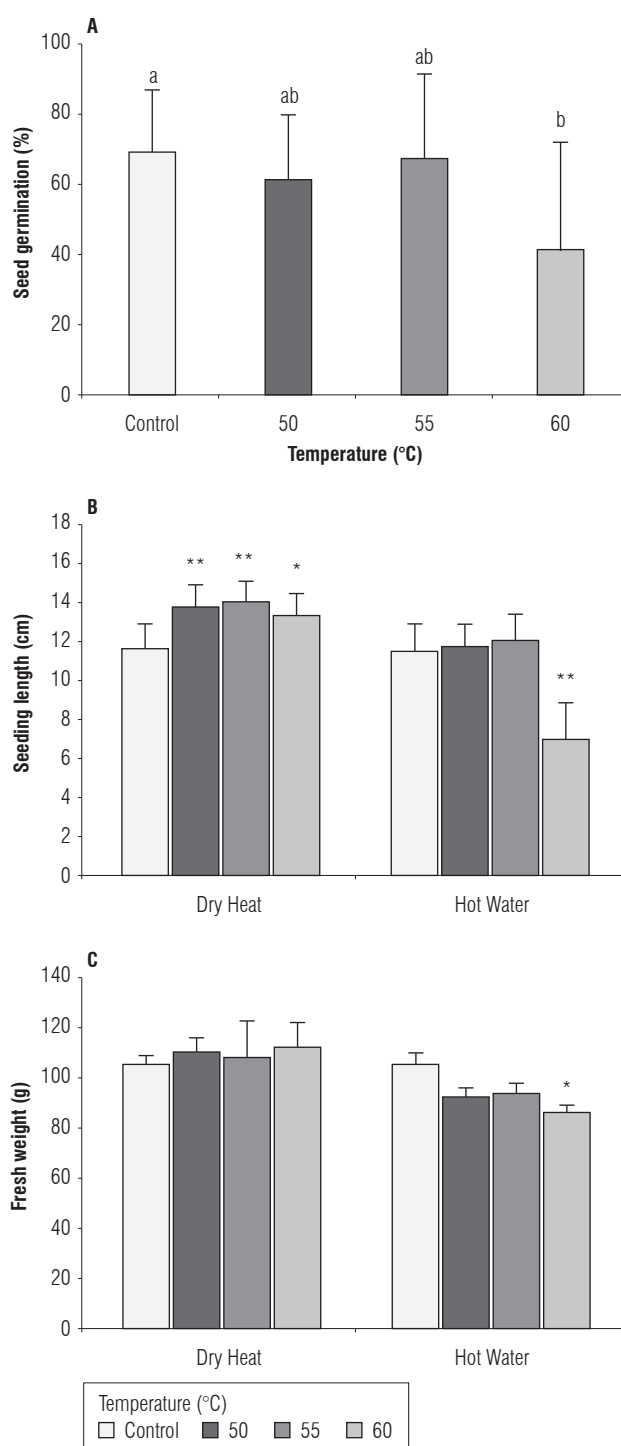 A
100
80
60
40
20
0
Seed germination (%)
a
ab
ab
b
Control 50 55 60
Temperature (°C)
B
18
16
14
12
10
8
6
4
2
0
Seeding length (cm)
** ** *
**
Dry Heat Hot Water
C
140
120
100
80
60
40
20
0
Fresh weight (g)
*
Dry Heat Hot Water
Temperature (°C)
Control 50 55 60